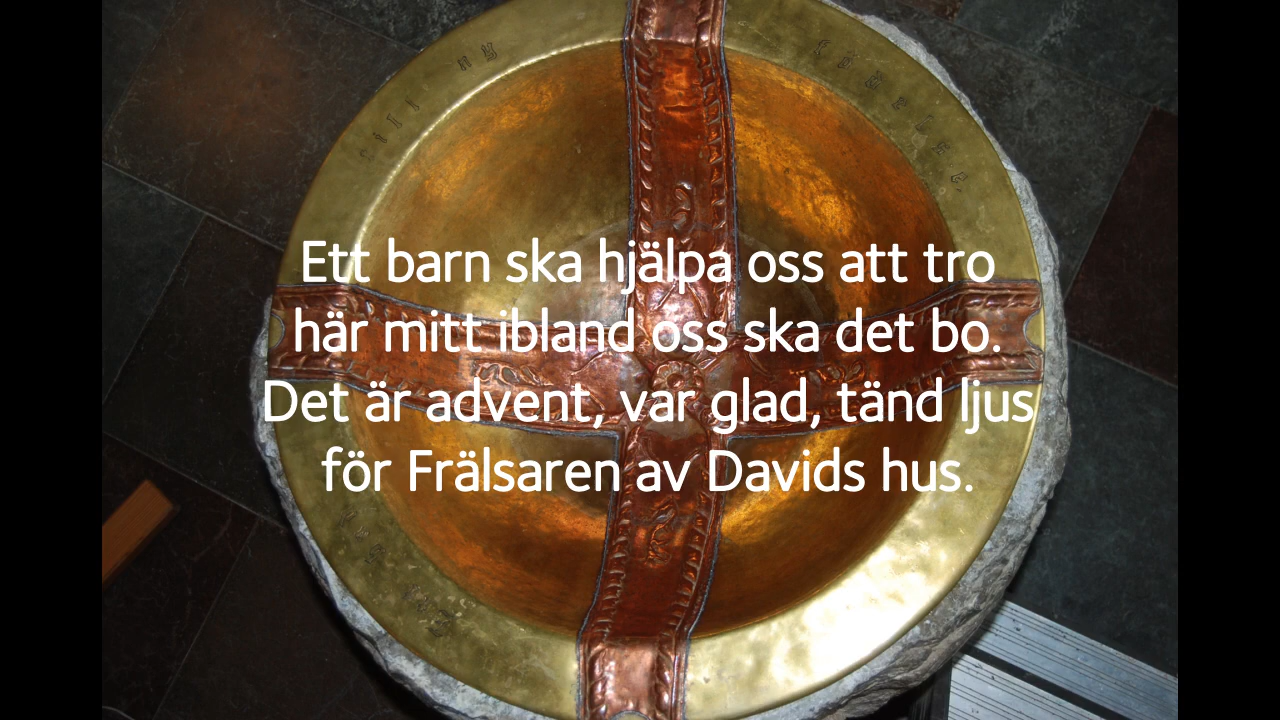 Ett barn ska hjälpa oss att tro
här mitt ibland oss ska det bo.
Det är advent, var glad, tänd ljus
för Frälsaren av Davids hus.